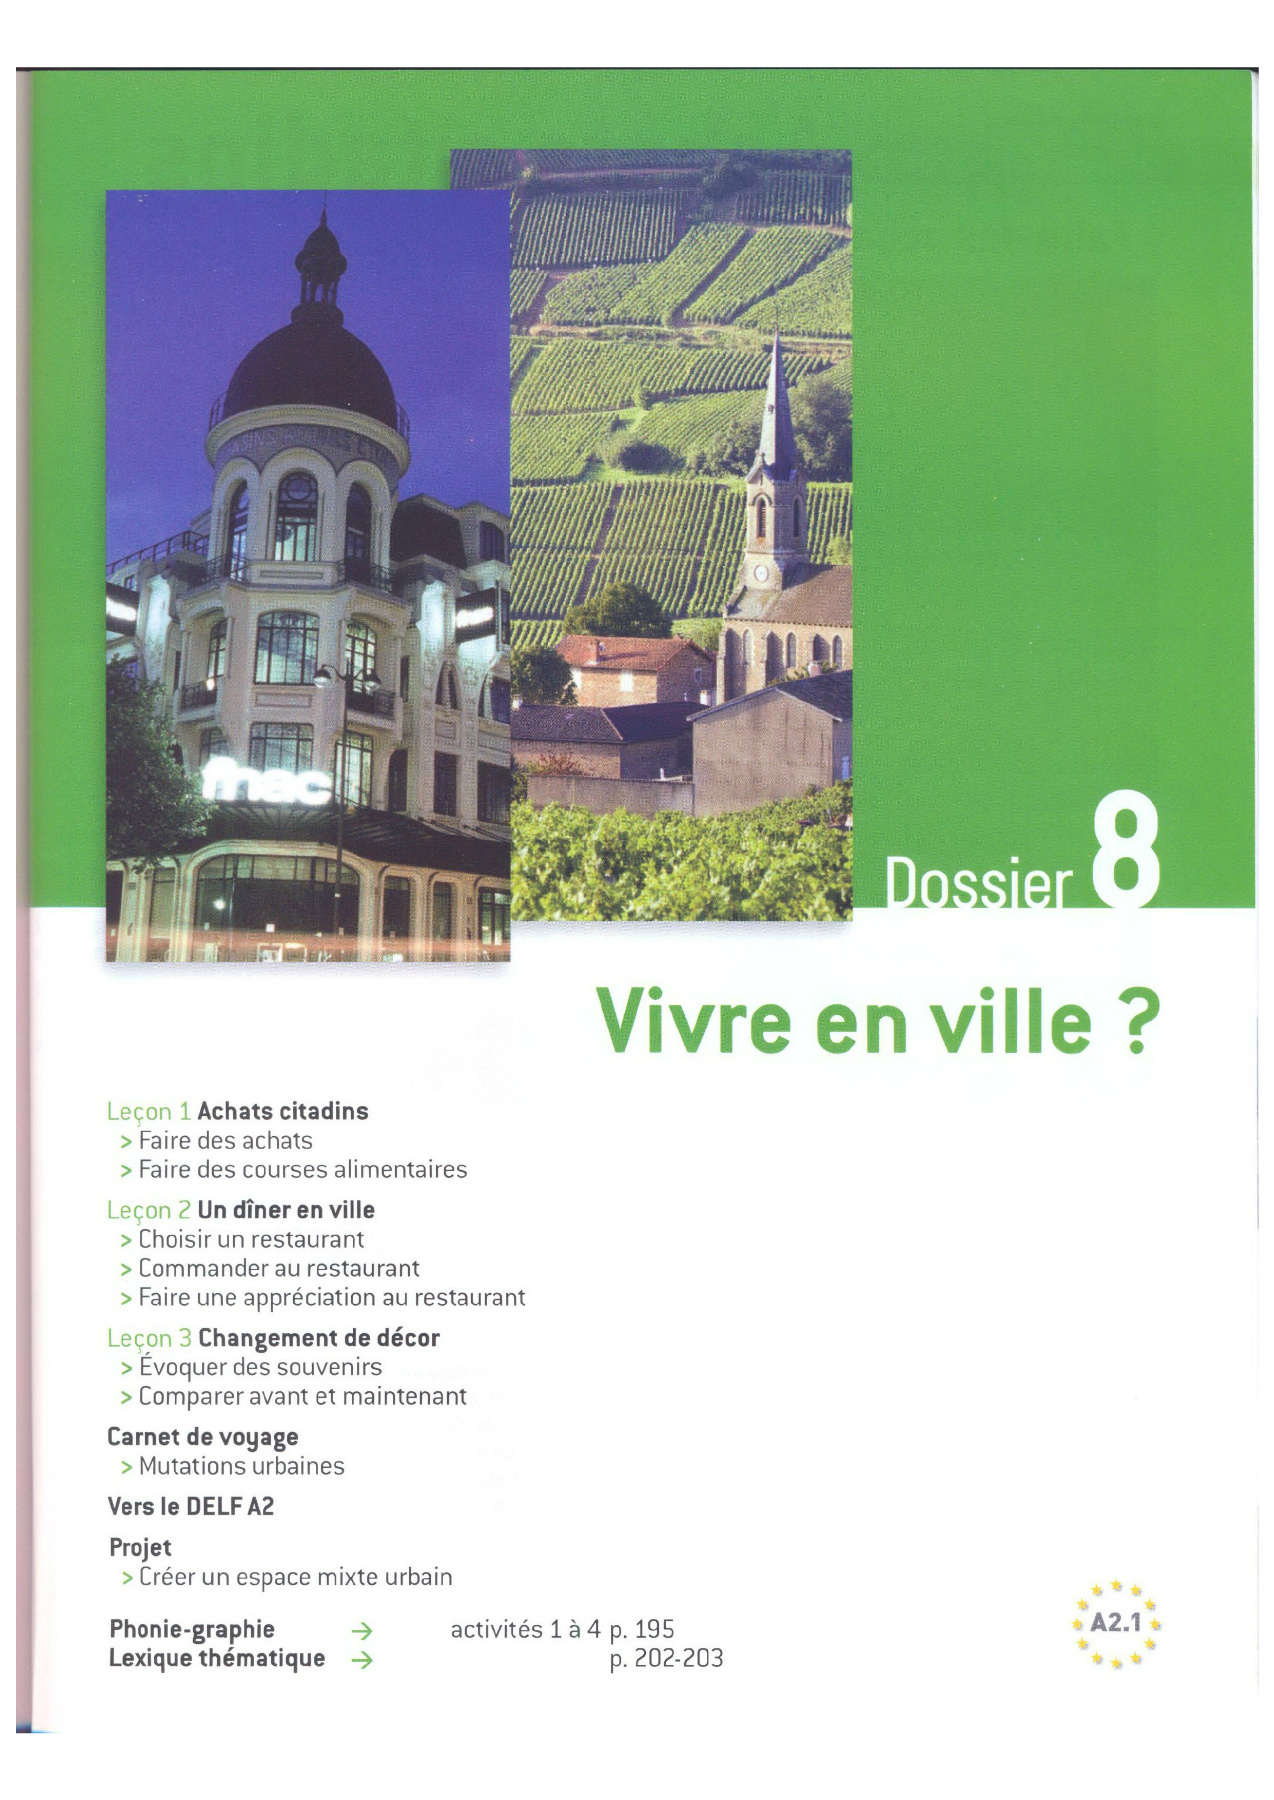 fnac
Dossier 8
Vivre en ville ?
Leçon 1 Achats citadins
> Faire des achats
> Faire des courses alimentaires
Leçon 2 Un dîner en ville
> Choisir un restaurant
> Commander au restaurant
> Faire une appréciation au restaurant
Leçon 3 Changement de décor
> Évoquer des souvenirs
> Comparer avant et maintenant
Carnet de voyage
> Mutations urbaines
Vers le DELF A2
Projet
> Créer un espace mixte urbain
Phonie-graphie → activités 1 à 4 p. 195
Lexique thématique → p. 202-203
A2.1